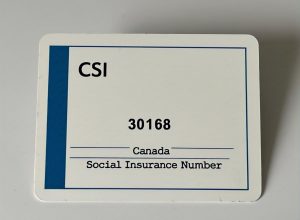 CSI
30168
Canada
Social Insurance Number